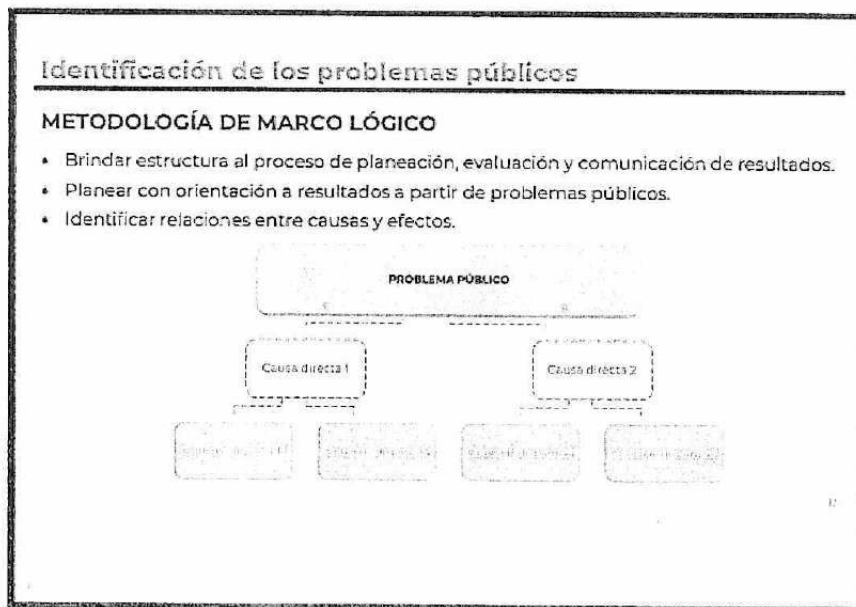 Identificación de los problemas públicos
METODOLOGÍA DE MARCO LÓGICO
• Brindar estructura al proceso de planeación, evaluación y comunicación de resultados.
• Planear con orientación a resultados a partir de problemas públicos.
• Identificar relaciones entre causas y efectos.
PROBLEMA PÚBLICO
Causa directa 1
Causa directa 2